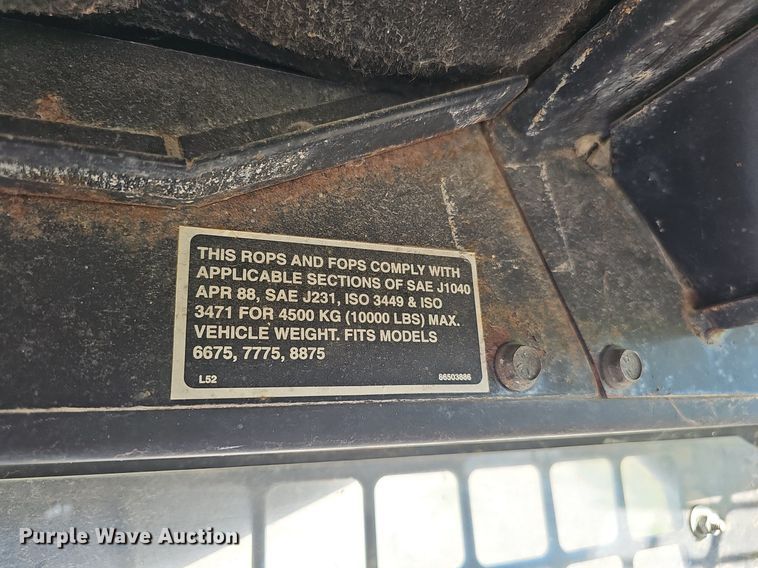 THIS ROPS AND FOPS COMPLY WITH
APPLICABLE SECTIONS OF SAE J1040
APR 88, SAE J231, ISO 3449 & ISO
3471 FOR 4500 KG (10000 LBS) MAX.
VEHICLE WEIGHT. FITS MODELS
6675, 7775, 8875
L52 86503886
Purple Wave Auction®